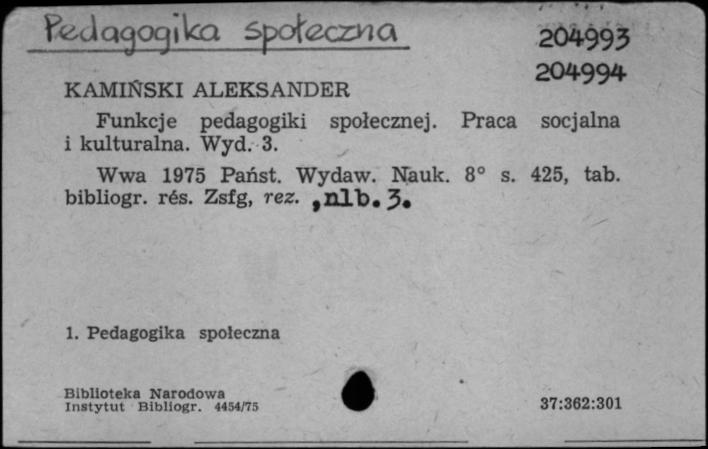 Pedagogika społeczna
204993
204994
KAMIŃSKI ALEKSANDER
Funkcje pedagogiki społecznej. Praca socjalna
i kulturalna. Wyd. 3.
Wwa 1975 Państ. Wydaw. Nauk. 8° s. 425, tab.
bibliogr. rés. Zsfg, rez. , nlb. 3.
1. Pedagogika społeczna
Biblioteka Narodowa
Instytut Bibliogr. 4454/75
37:362:301